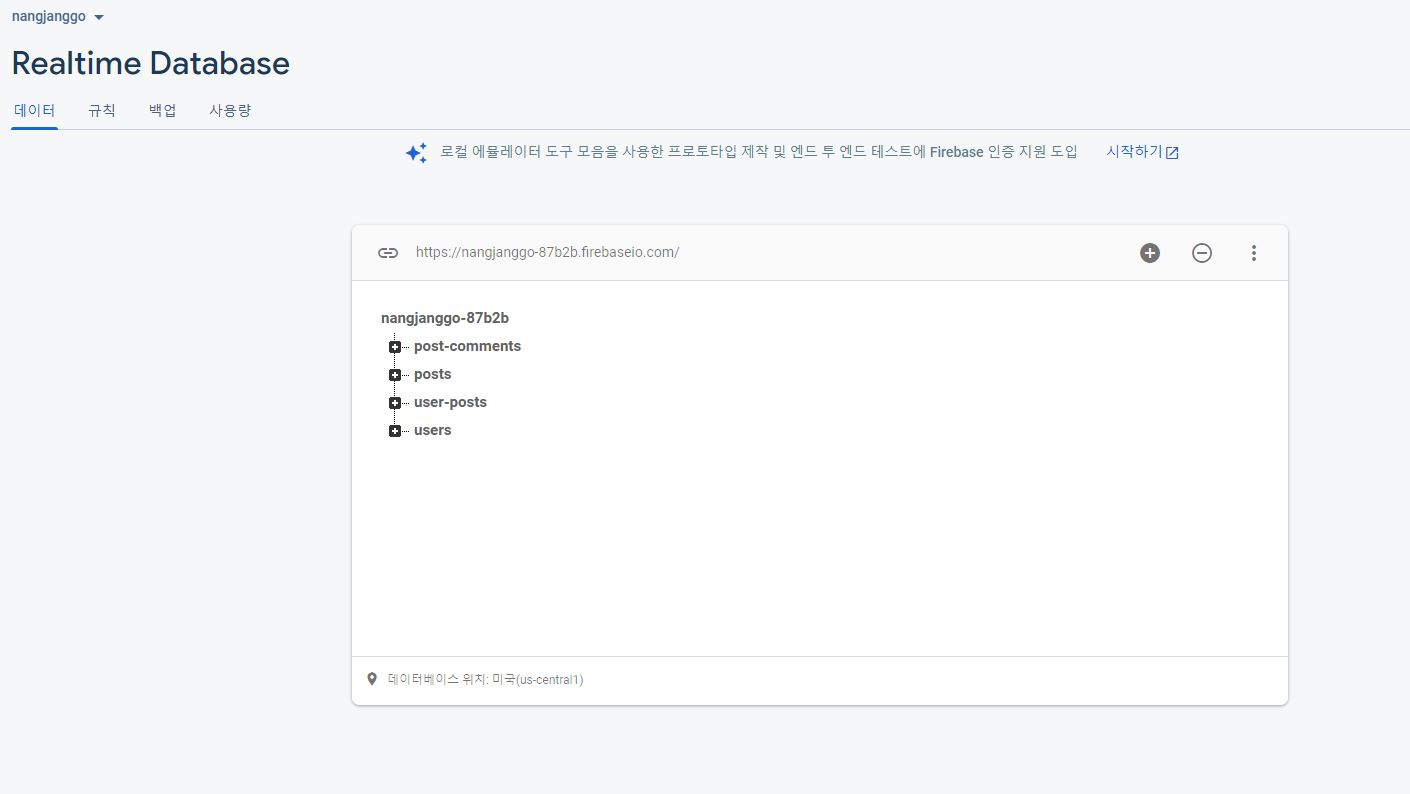 nangjanggo
Realtime Database
데이터 규칙 백업 사용량
로컬 에뮬레이터 도구 모음을 사용한 프로토타입 제작 및 엔드 투 엔드 테스트에 Firebase 인증 지원 도입 시작하기
https://nangjanggo-87b2b.firebaseio.com/
nangjanggo-87b2b
post-comments
posts
user-posts
users
데이터베이스 위치: 미국(us-central1)